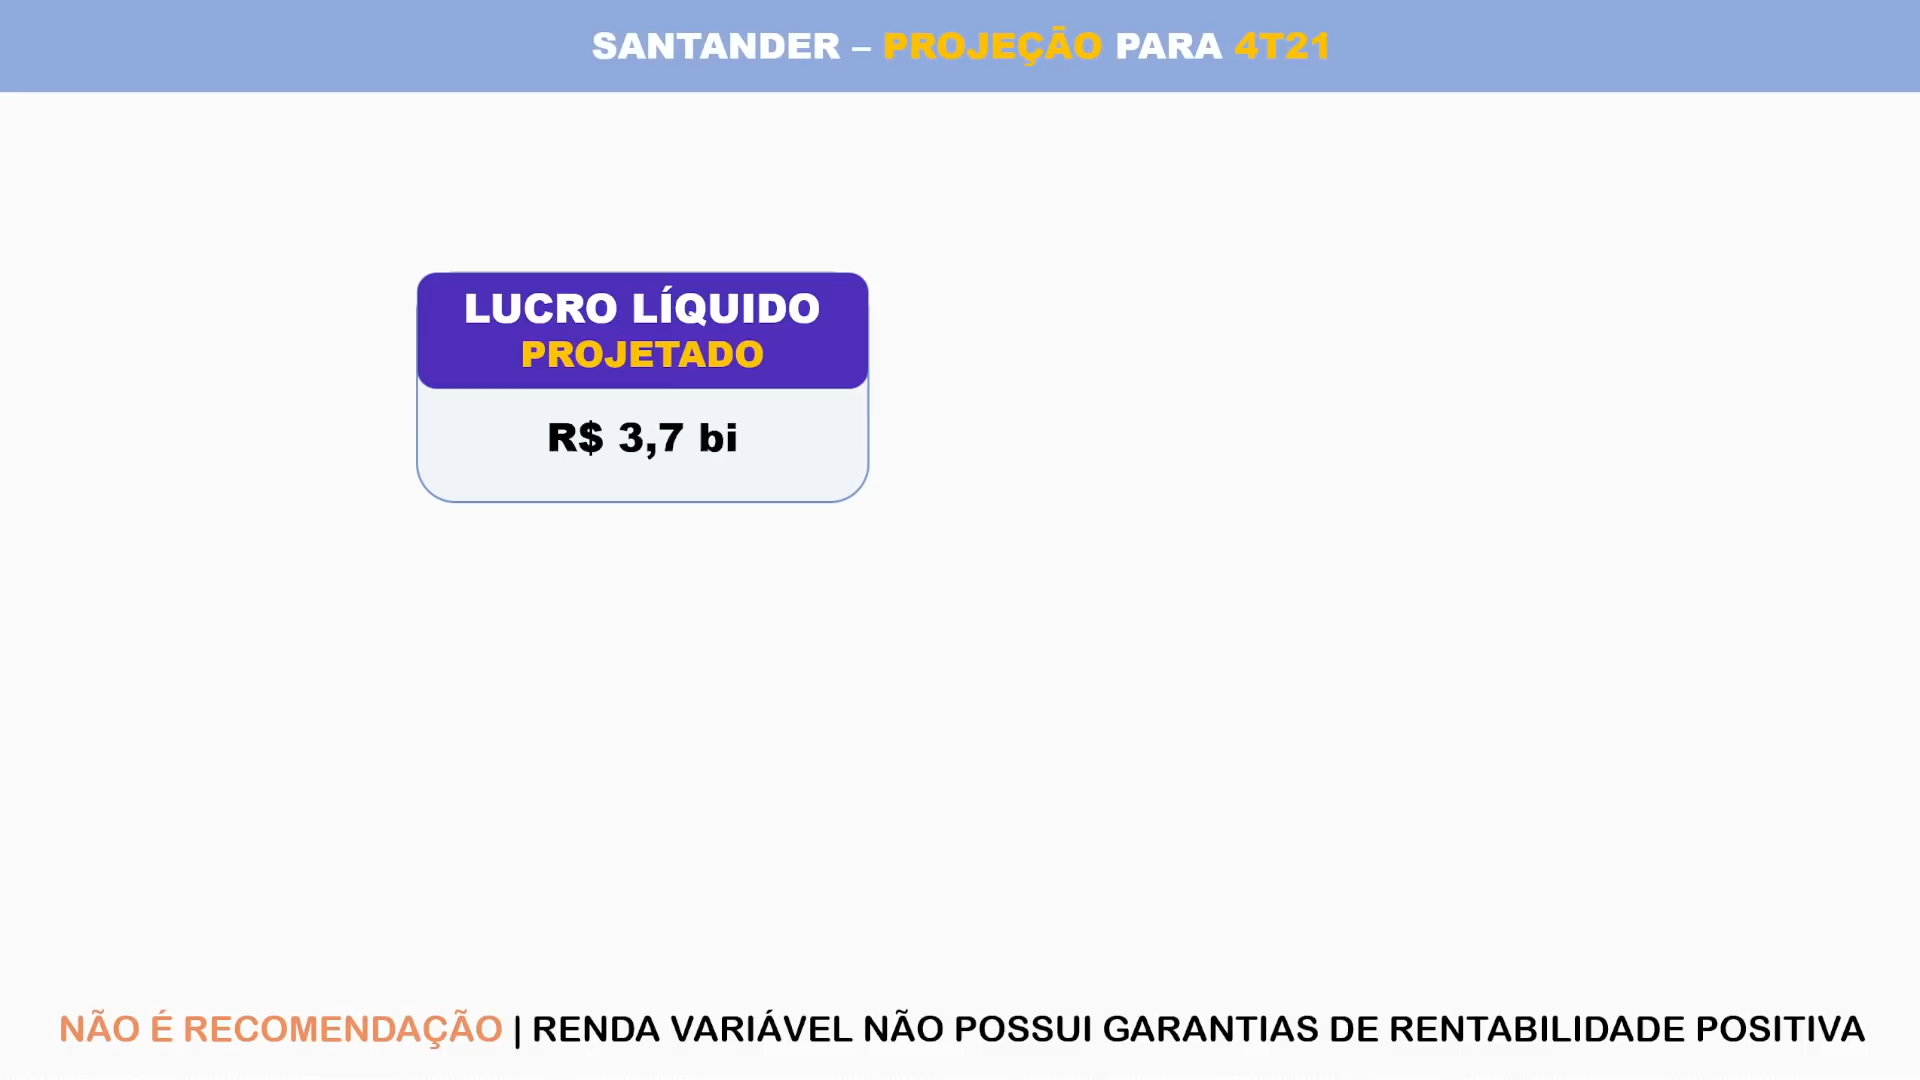 SANTANDER – PROJEÇÃO PARA 4T21
LUCRO LÍQUIDO
PROJETADO
R$ 3,7 bi
NÃO É RECOMENDAÇÃO | RENDA VARIÁVEL NÃO POSSUI GARANTIAS DE RENTABILIDADE POSITIVA